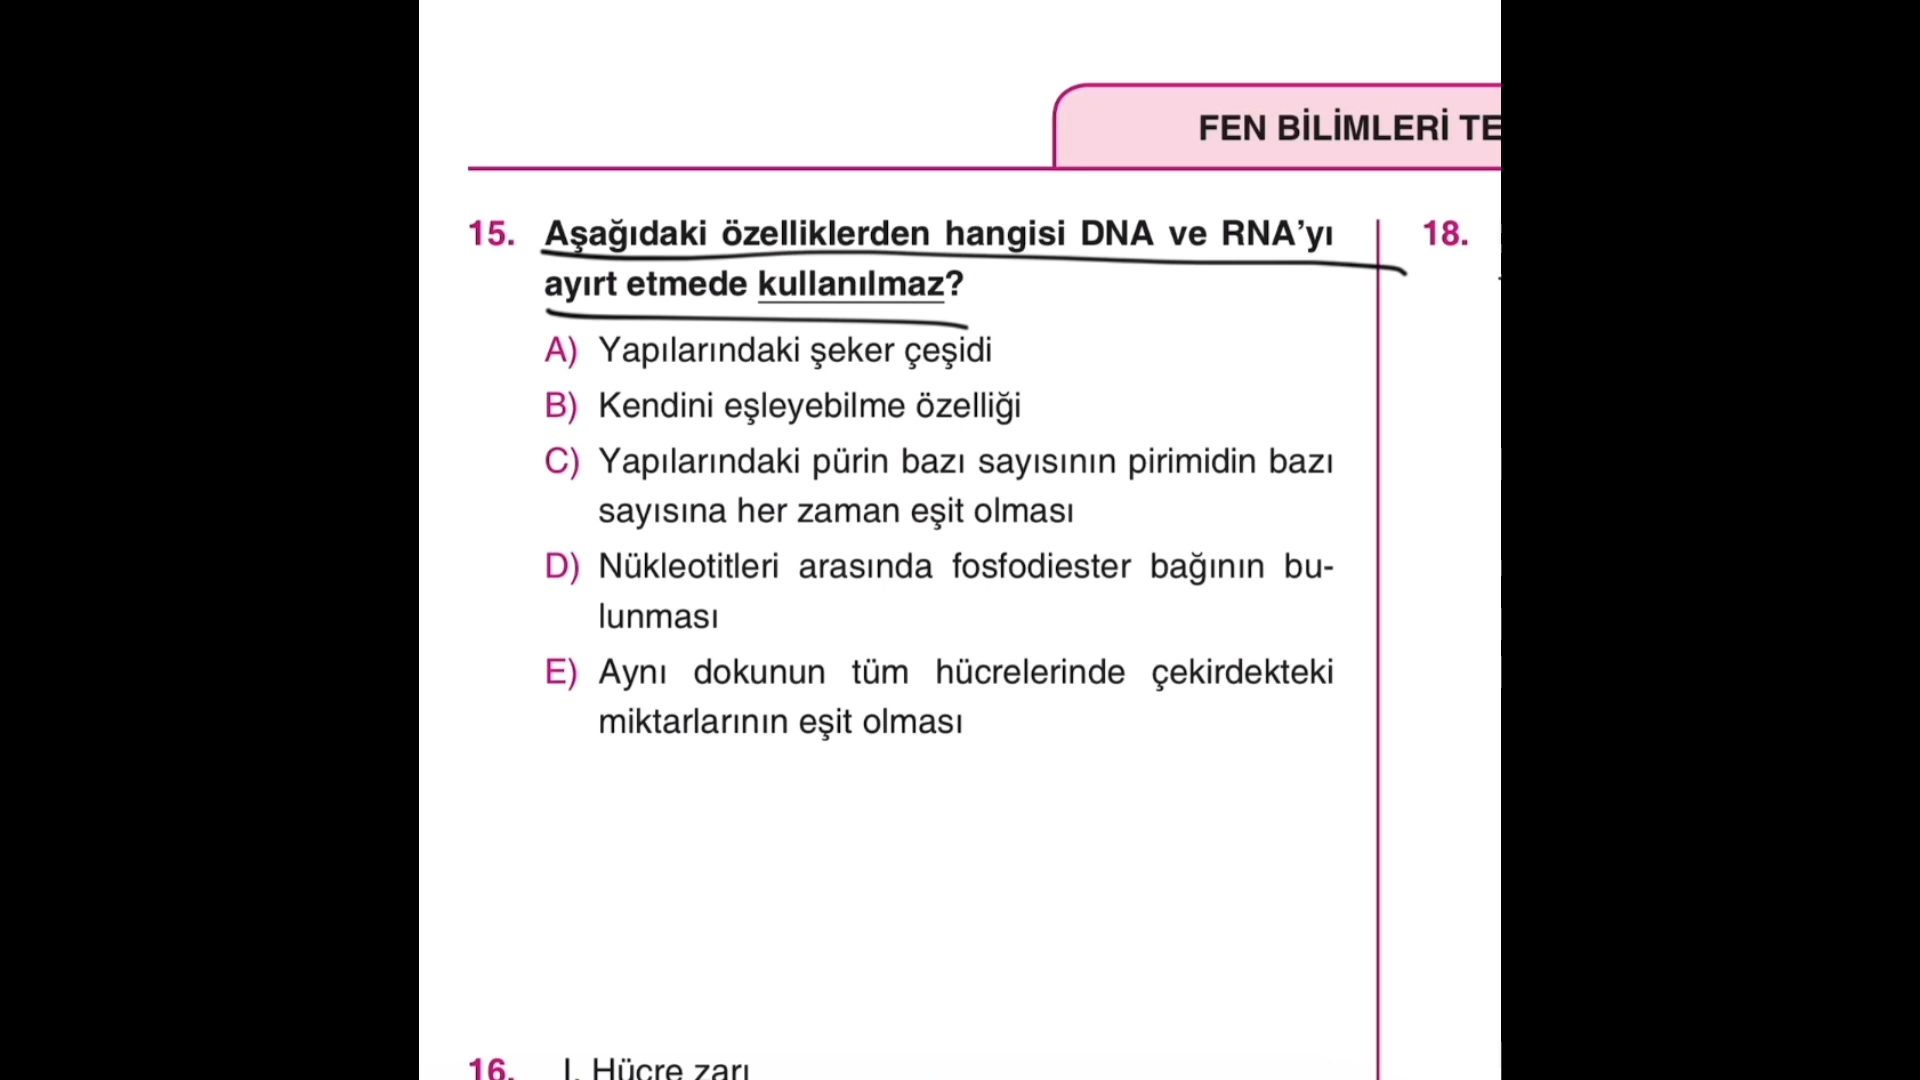 FEN BİLİMLERİ TE
15. Aşağıdaki özelliklerden hangisi DNA ve RNA’yı
ayırt etmede kullanılmaz?
A) Yapılarındaki şeker çeşidi
B) Kendini eşleyebilme özelliği
C) Yapılarındaki pürin bazı sayısının pirimidin bazı
sayısına her zaman eşit olması
D) Nükleotitleri arasında fosfodiester bağının bu-
lunması
E) Aynı dokunun tüm hücrelerinde çekirdekteki
miktarlarının eşit olması
16. I. Hücre zarı
18.